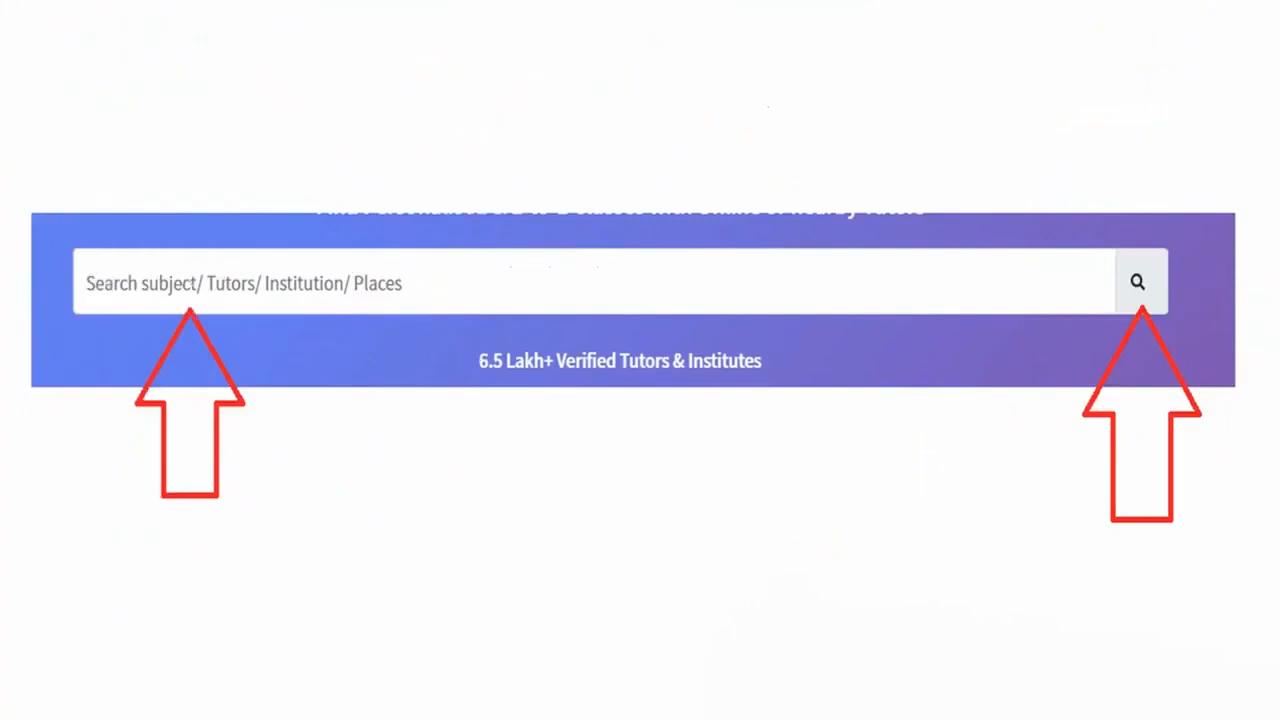 Search subject/ Tutors/ Institution/ Places
6.5 Lakh+ Verified Tutors & Institutes